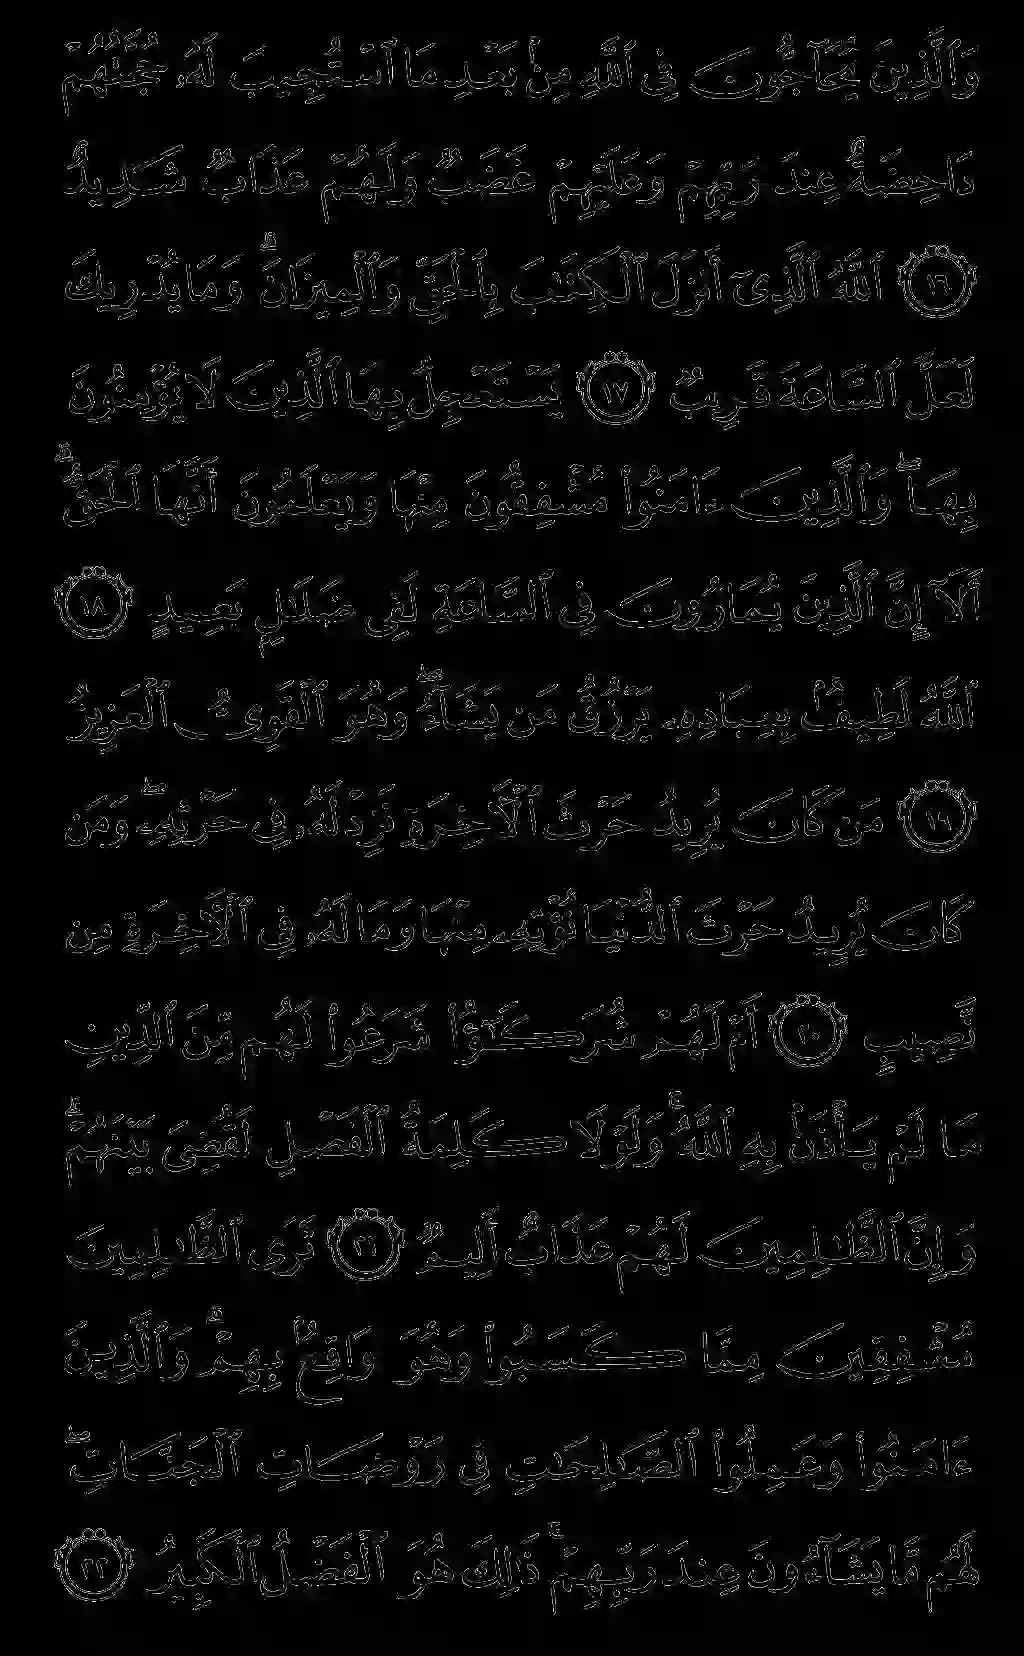 وَٱلَّذِينَ يُحَآجُّونَ فِى ٱللَّهِ مِنۢ بَعْدِ مَا ٱسْتُجِيبَ لَهُۥ حُجَّتُهُمْ
دَاحِضَةٌ عِندَ رَبِّهِمْ وَعَلَيْهِمْ غَضَبٌ وَلَهُمْ عَذَابٌ شَدِيدٌ
١٦ ٱللَّهُ ٱلَّذِىٓ أَنزَلَ ٱلْكِتَٰبَ بِٱلْحَقِّ وَٱلْمِيزَانَ ۗ وَمَا يُدْرِيكَ
لَعَلَّ ٱلسَّاعَةَ قَرِيبٌ ١٧ يَسْتَعْجِلُ بِهَا ٱلَّذِينَ لَا يُؤْمِنُونَ
بِهَا ۖ وَٱلَّذِينَ ءَامَنُوا۟ مُشْفِقُونَ مِنْهَا وَيَعْلَمُونَ أَنَّهَا ٱلْحَقُّ ۗ
أَلَآ إِنَّ ٱلَّذِينَ يُمَارُونَ فِى ٱلسَّاعَةِ لَفِى ضَلَٰلٍۭ بَعِيدٍ ١٨
ٱللَّهُ لَطِيفٌۢ بِعِبَادِهِۦ يَرْزُقُ مَن يَشَآءُ ۖ وَهُوَ ٱلْقَوِىُّ ٱلْعَزِيزُ
١٩ مَن كَانَ يُرِيدُ حَرْثَ ٱلْـَٔاخِرَةِ نَزِدْ لَهُۥ فِى حَرْثِهِۦ ۖ وَمَن
كَانَ يُرِيدُ حَرْثَ ٱلدُّنْيَا نُؤْتِهِۦ مِنْهَا وَمَا لَهُۥ فِى ٱلْـَٔاخِرَةِ مِن
نَّصِيبٍ ٢٠ أَمْ لَهُمْ شُرَكَٰٓؤُا۟ شَرَعُوا۟ لَهُم مِّنَ ٱلدِّينِ
مَا لَمْ يَأْذَنۢ بِهِ ٱللَّهُ ۚ وَلَوْلَا كَلِمَةُ ٱلْفَصْلِ لَقُضِىَ بَيْنَهُمْ ۗ
وَإِنَّ ٱلظَّٰلِمِينَ لَهُمْ عَذَابٌ أَلِيمٌ ٢١ تَرَى ٱلظَّٰلِمِينَ
مُشْفِقِينَ مِمَّا كَسَبُوا۟ وَهُوَ وَاقِعٌۢ بِهِمْ ۗ وَٱلَّذِينَ
ءَامَنُوا۟ وَعَمِلُوا۟ ٱلصَّٰلِحَٰتِ فِى رَوْضَاتِ ٱلْجَنَّاتِ ۖ
لَهُم مَّا يَشَآءُونَ عِندَ رَبِّهِمْ ۚ ذَٰلِكَ هُوَ ٱلْفَضْلُ ٱلْكَبِيرُ ٢٢